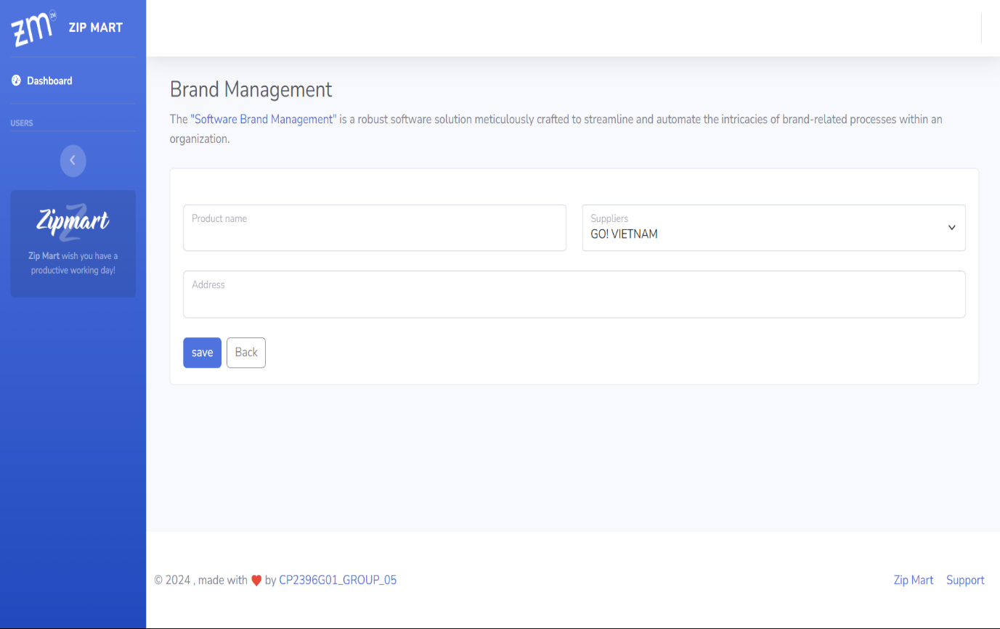 zm ZM ZIP MART
Dashboard
USERS
Zipmart
Zip Mart wish you have a
productive working day!
Brand Management
The "Software Brand Management" is a robust software solution meticulously crafted to streamline and automate the intricacies of brand-related processes within an
organization.
Product name
Suppliers
GO! VIETNAM
Address
save Back
© 2024 , made with ❤️ by CP2396G01_GROUP_05
Zip Mart Support